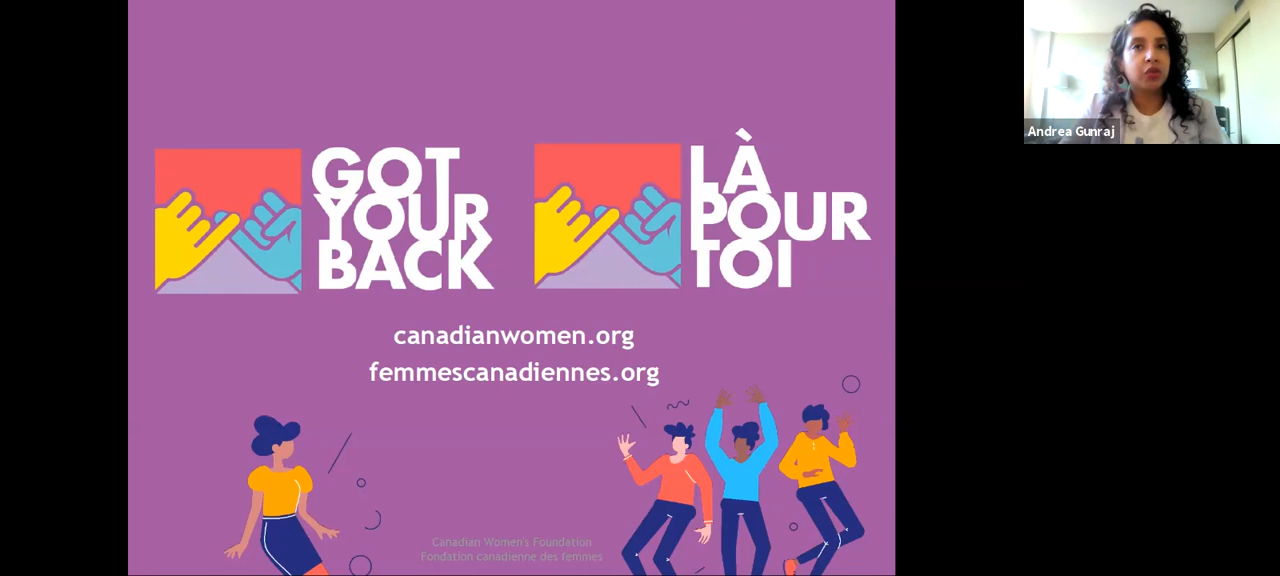 GOT
YOUR
BACK
LÀ
POUR
TOI
canadianwomen.org
femmescanadiennes.org
Canadian Women's Foundation
Fondation canadienne des femmes
Andrea Gunraj